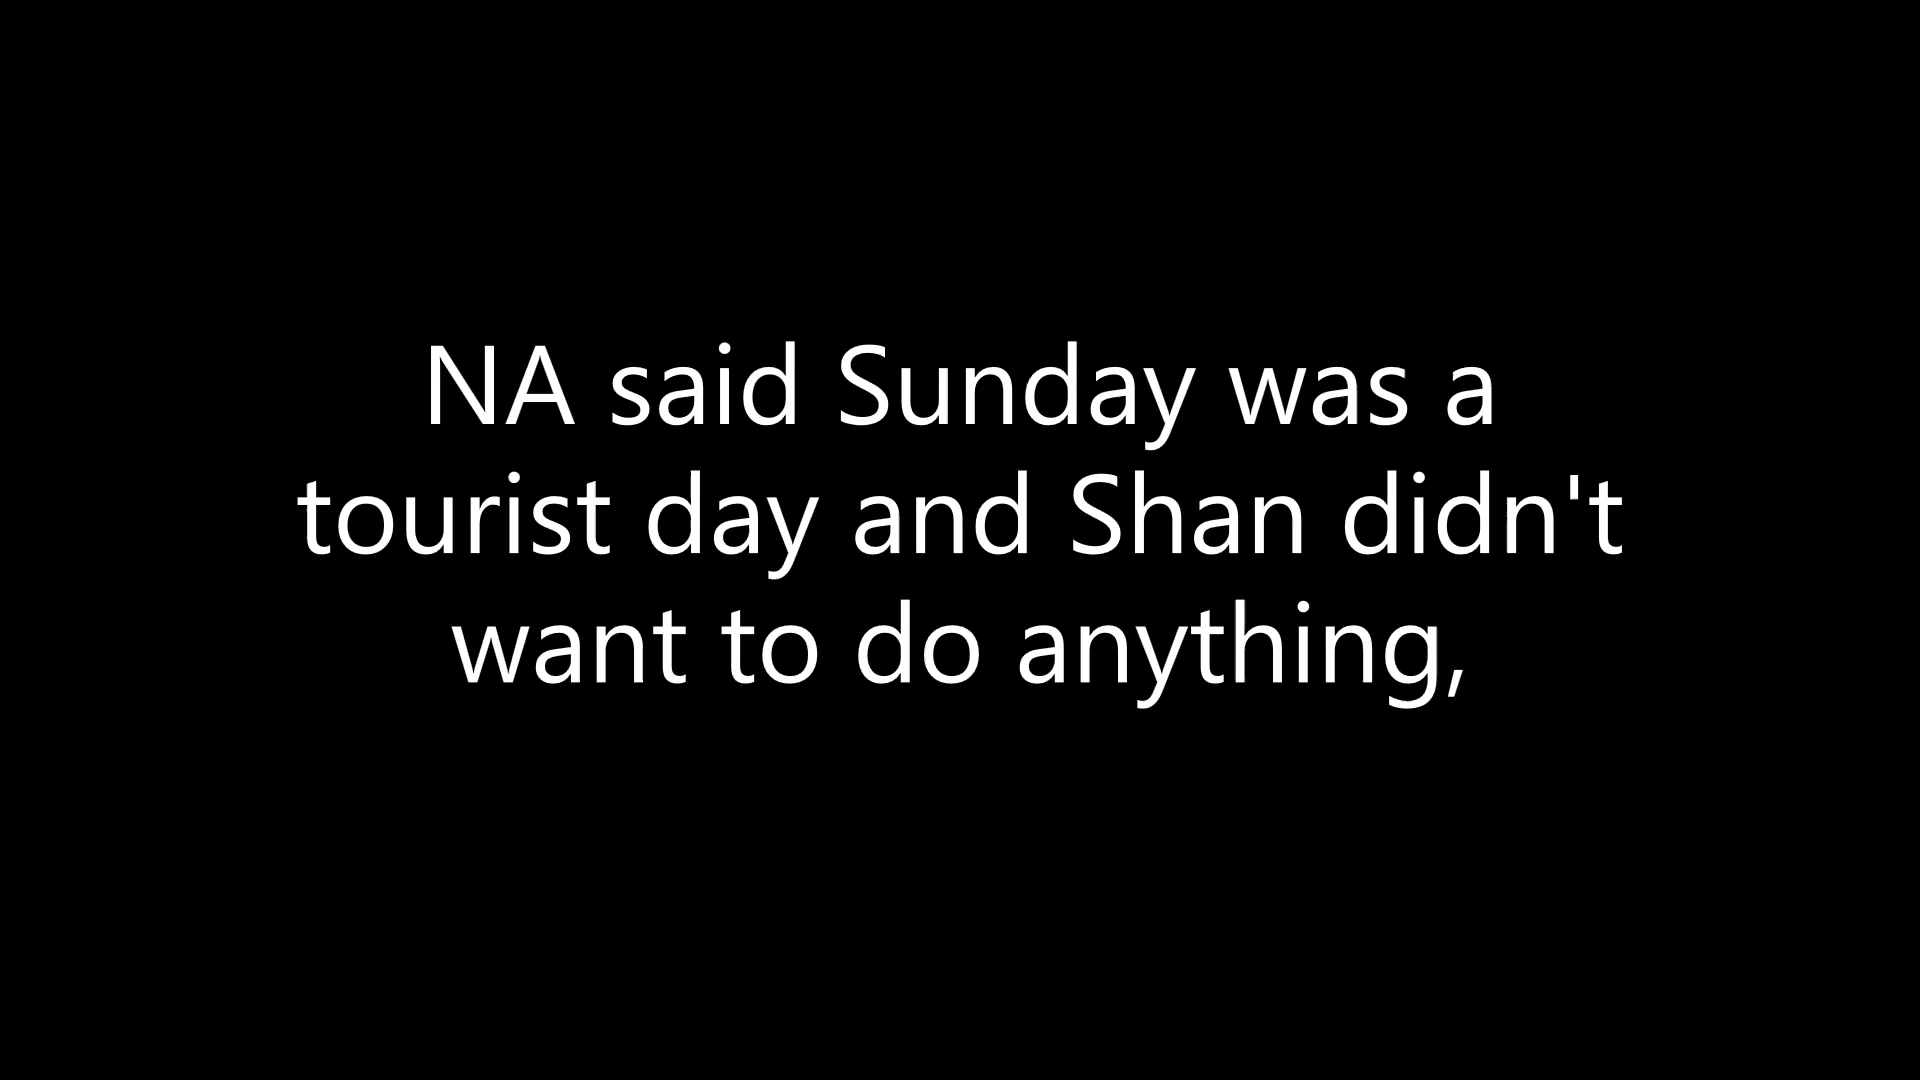 NA said Sunday was a
tourist day and Shan didn't
want to do anything,